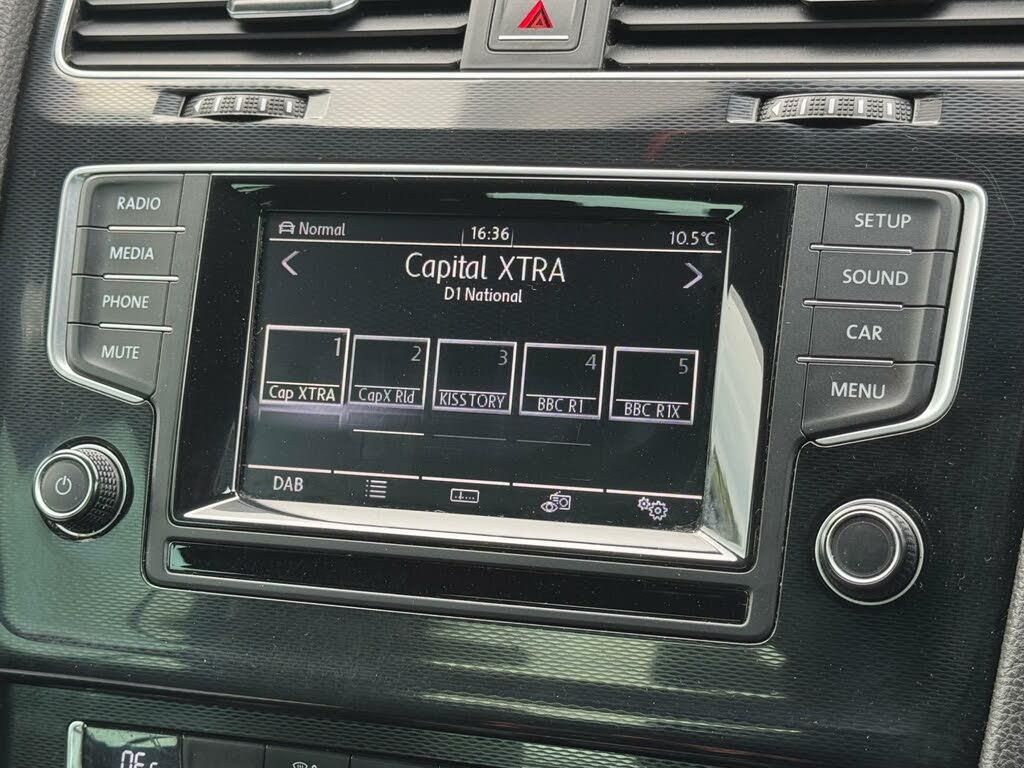 RADIO
MEDIA
PHONE
MUTE
Normal
16:36
10.5°C
Capital XTRA
D1 National
1
2
3
4
5
Cap XTRA
CapX Rld
KISSTORY
BBC R1
BBC R1X
DAB
SETUP
SOUND
CAR
MENU